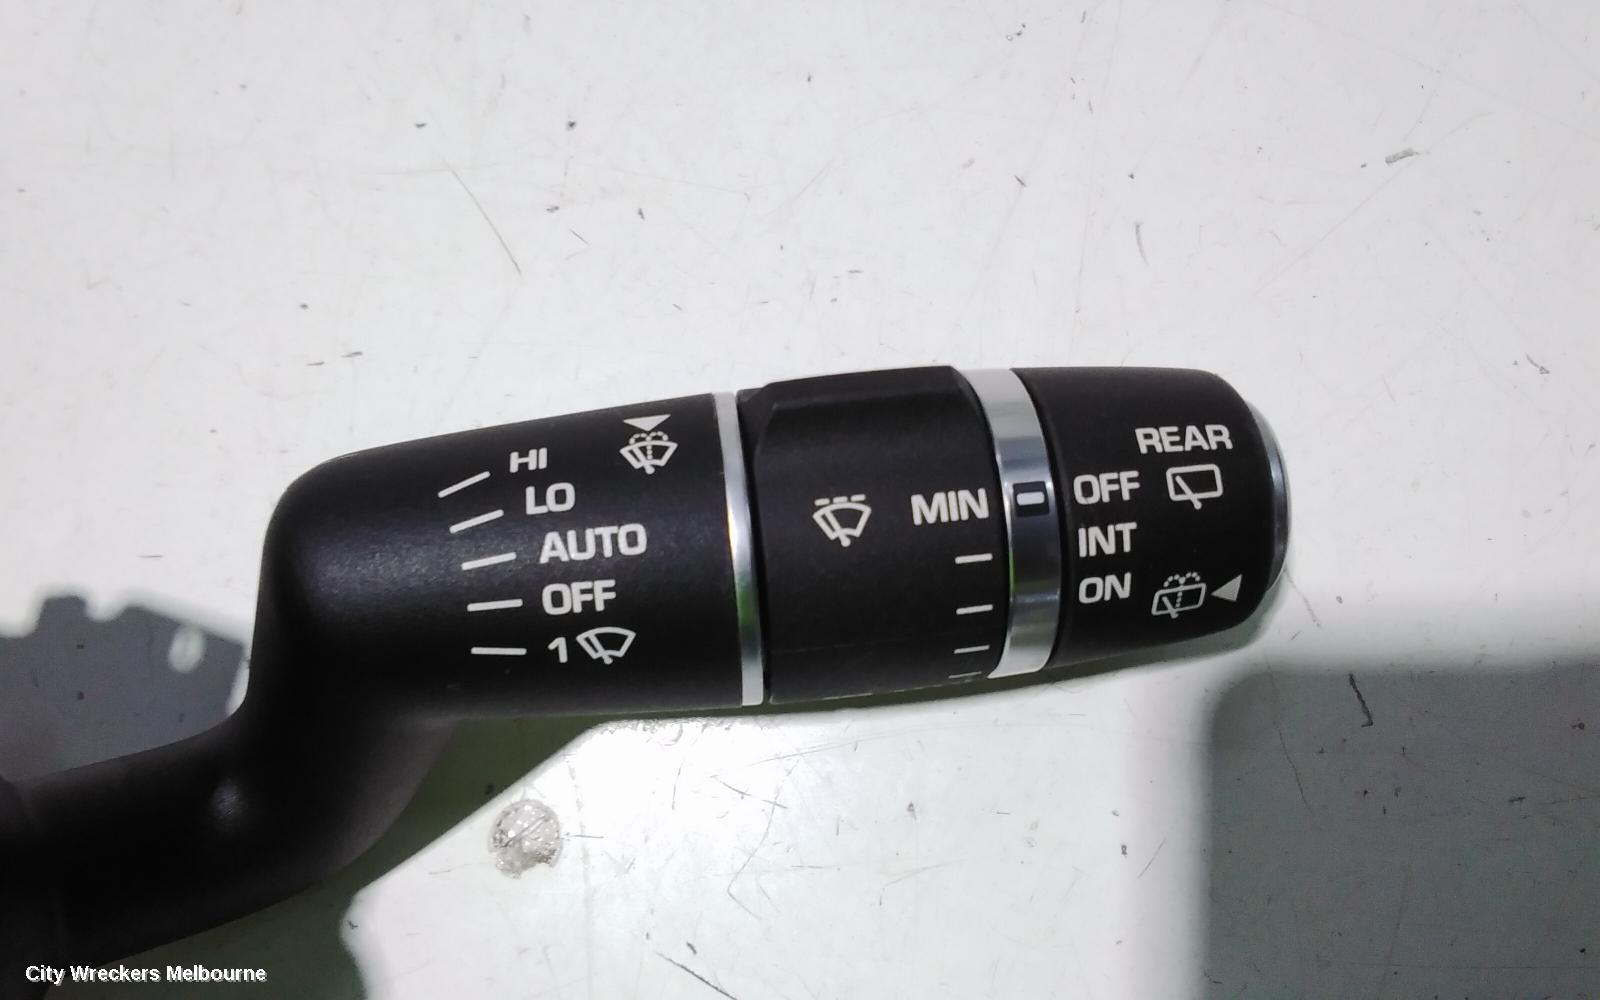 HI
LO
AUTO
OFF
1
MIN
REAR
OFF
INT
ON
City Wreckers Melbourne